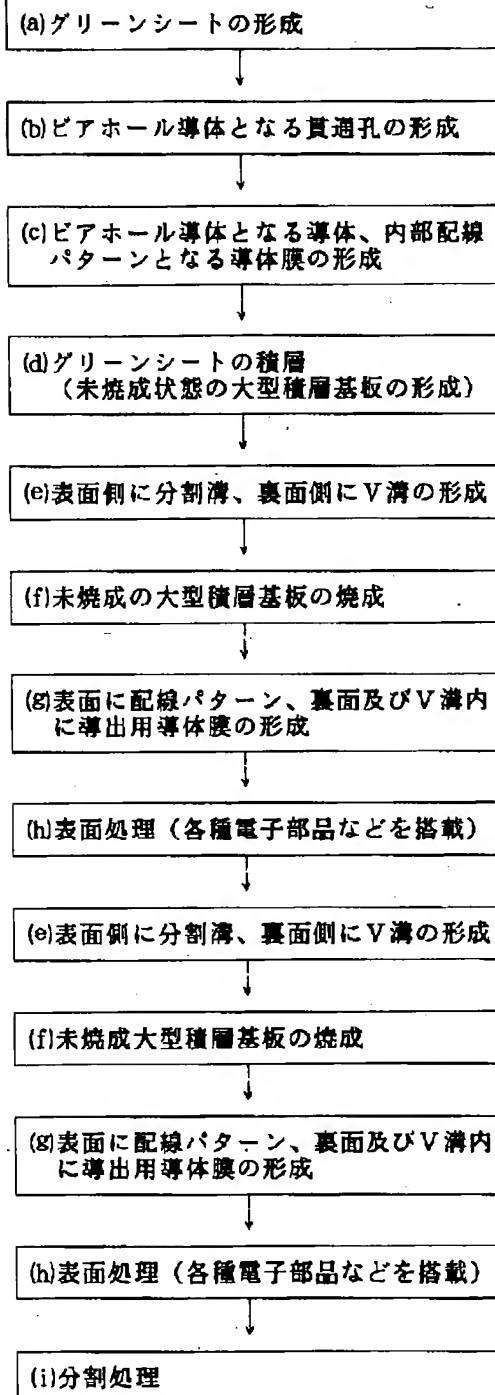 (a)グリーンシートの形成
(b)ビアホール導体となる貫通孔の形成
(c)ビアホール導体となる導体、内部配線
パターンとなる導体膜の形成
(d)グリーンシートの積層
（未焼成状態の大型積層基板の形成）
(e)表面側に分割溝、裏面側にV溝の形成
(f)未焼成の大型積層基板の焼成
(g)表面に配線パターン、裏面及びV溝内
に導出用導体膜の形成
(h)表面処理（各種電子部品などを搭載）
(e)表面側に分割溝、裏面側にV溝の形成
(f)未焼成大型積層基板の焼成
(g)表面に配線パターン、裏面及びV溝内
に導出用導体膜の形成
(h)表面処理（各種電子部品などを搭載）
(i)分割処理